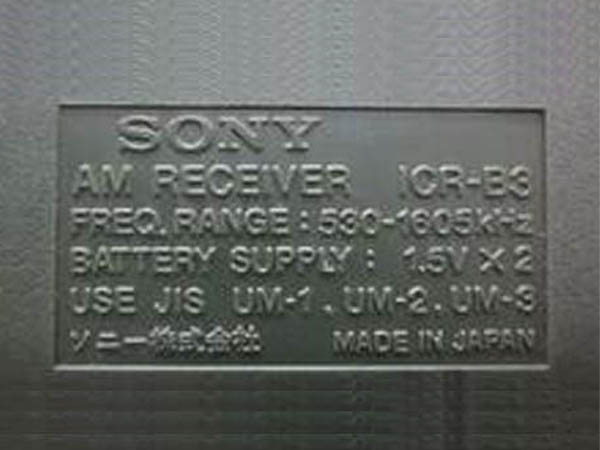 SONY
AM RECEIVER ICR-B3
FREQ. RANGE : 530-1605kHz
BATTERY SUPPLY : 1.5V × 2
USE JIS UM-1, UM-2, UM-3
ソニー株式会社 MADE IN JAPAN